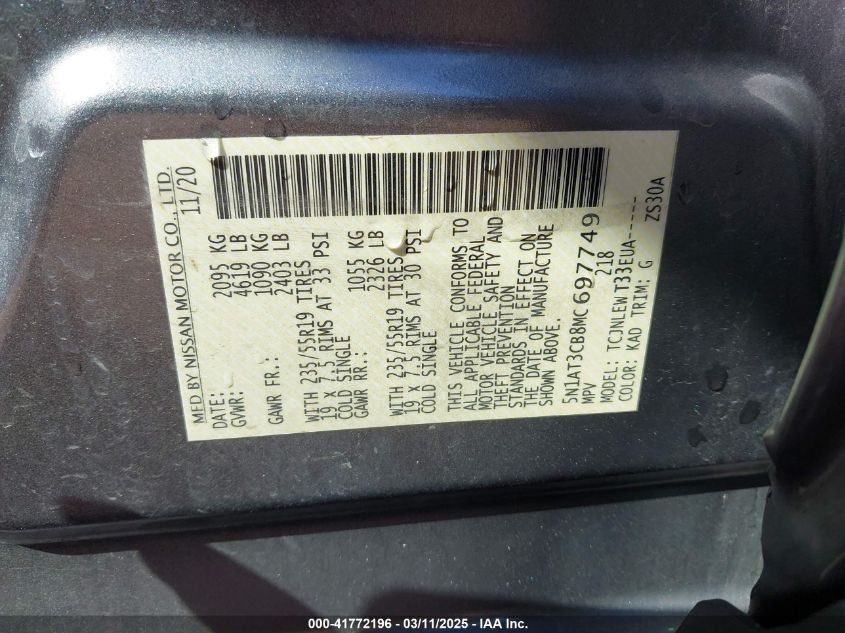 MFD BY NISSAN MOTOR CO., LTD.
DATE: 11/20
GVWR: 2095 KG
4619 LB
GAWR FR.: 1090 KG
2403 LB
WITH 235/55R19 TIRES
19 X 7.5 RIMS AT 33 PSI
COLD SINGLE
GAWR RR.: 1055 KG
2326 LB
WITH 235/55R19 TIRES
19 X 7.5 RIMS AT 30 PSI
COLD SINGLE
THIS VEHICLE CONFORMS TO
ALL APPLICABLE FEDERAL
MOTOR VEHICLE SAFETY AND
THEFT PREVENTION
STANDARDS IN EFFECT ON
THE DATE OF MANUFACTURE
SHOWN ABOVE.
5N1AT3CB8MC697749
MPV 218
MODEL: TCJNLEWT33EUA-----
COLOR: KAD TRIM: G ZS30A
000-41772196 - 03/11/2025 - IAA Inc.